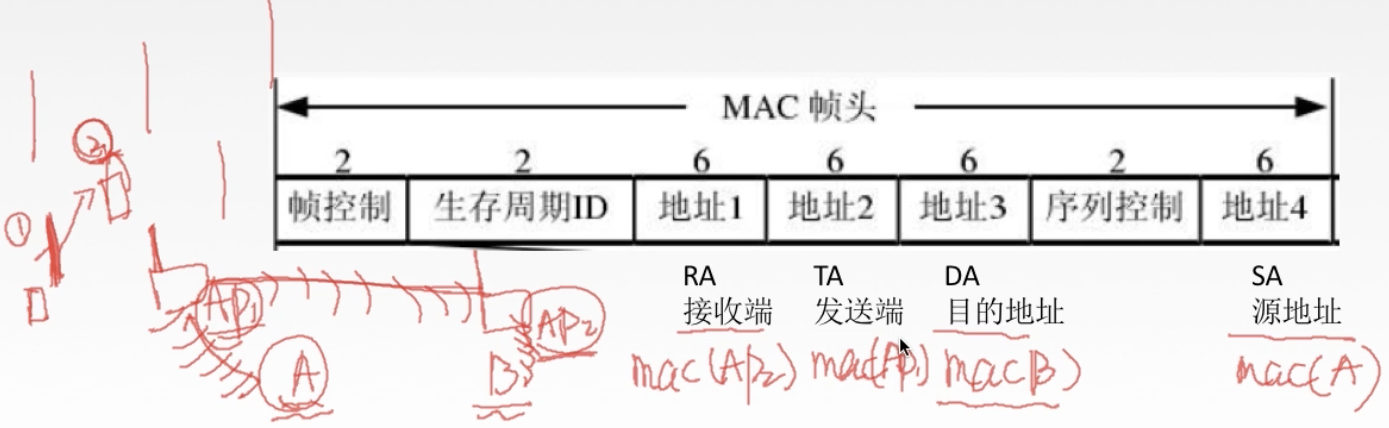 MAC 帧头
2 2 6 6 6 2 6
帧控制 生存周期ID 地址1 地址2 地址3 序列控制 地址4
RA TA DA SA
接收端 发送端 目的地址 源地址
mac(AP2) mac(AP1) mac(B) mac(A)
②
①
AP1
AP2
A
B